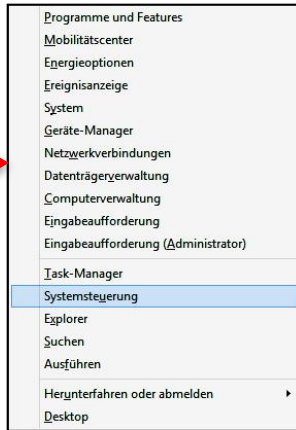 Programme und Features
Mobilitätscenter
Energieoptionen
Ereignisanzeige
System
Geräte-Manager
Netzwerkverbindungen
Datenträgerverwaltung
Computerverwaltung
Eingabeaufforderung
Eingabeaufforderung (Administrator)
Task-Manager
Systemsteuerung
Explorer
Suchen
Ausführen
Herunterfahren oder abmelden
Desktop